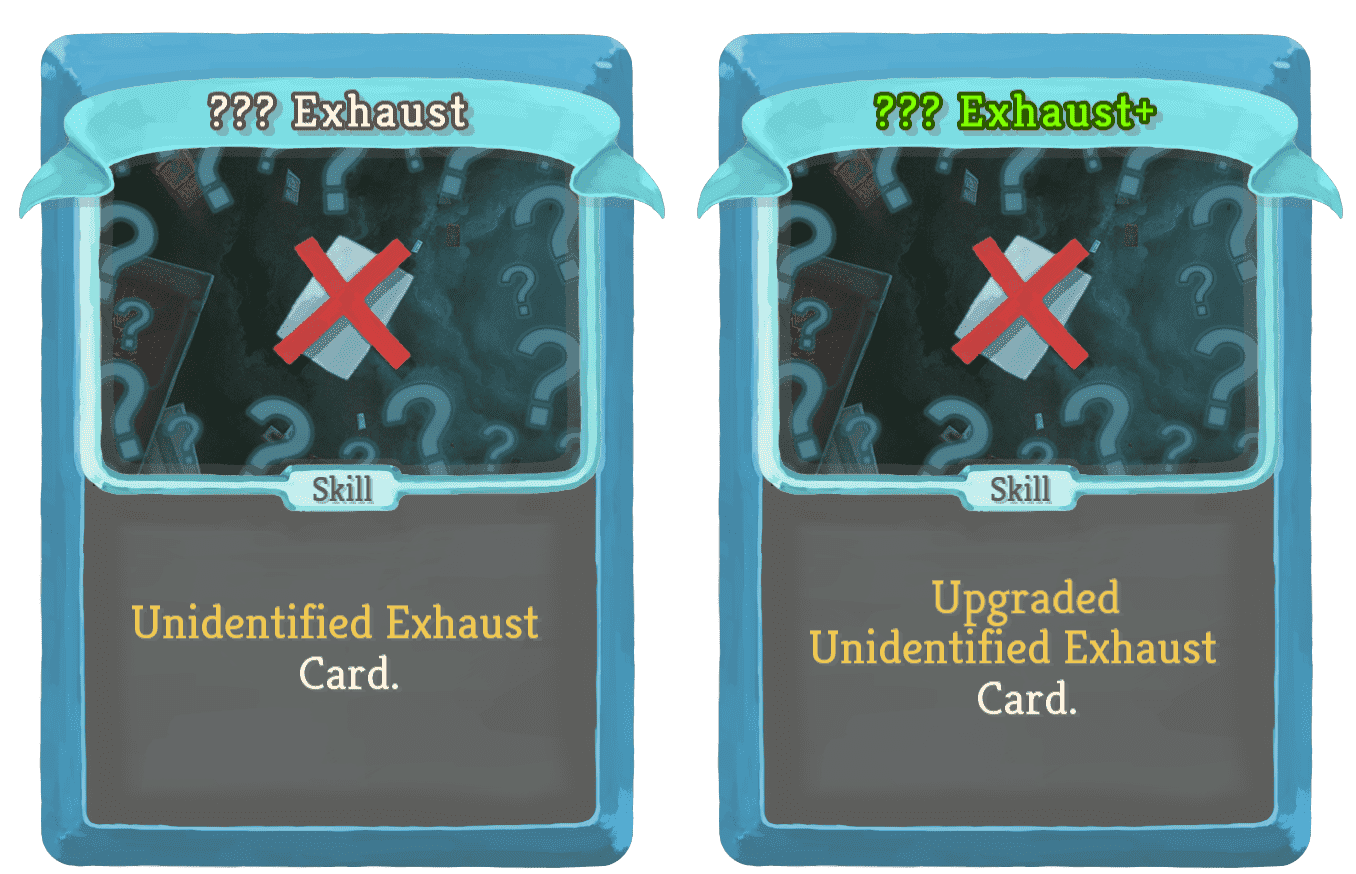 ??? Exhaust
Skill
Unidentified Exhaust
Card.
??? Exhaust+
Skill
Upgraded
Unidentified Exhaust
Card.